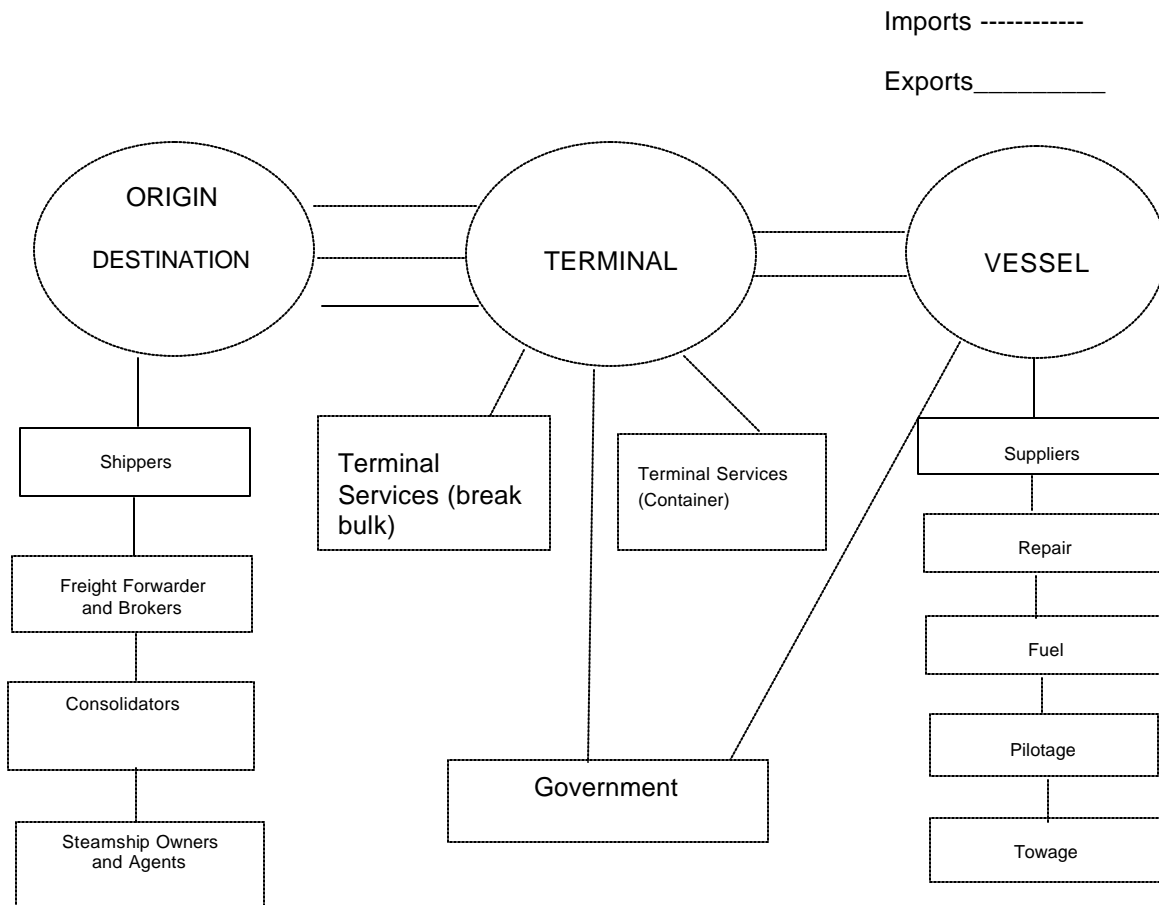 Imports ------------
Exports_________
ORIGIN
DESTINATION
TERMINAL
VESSEL
Shippers
Terminal
Services (break
bulk)
Terminal Services
(Container)
Suppliers
Repair
Freight Forwarder
and Brokers
Fuel
Consolidators
Pilotage
Government
Steamship Owners
and Agents
Towage